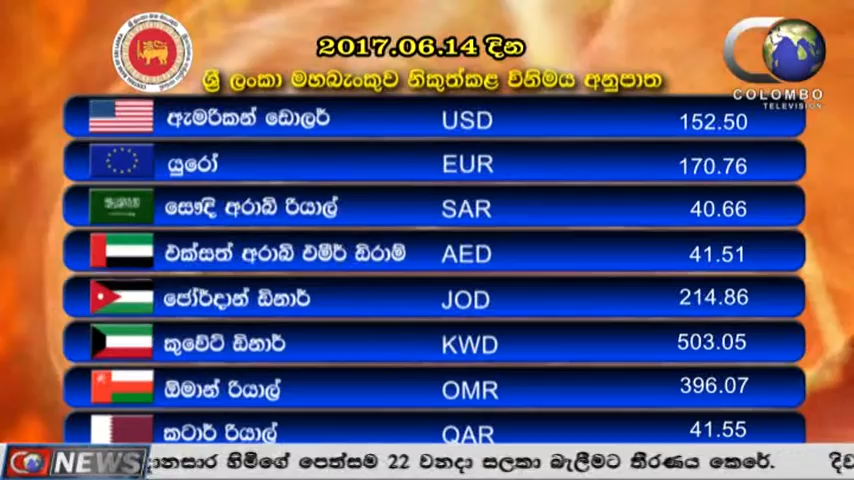 2017.06.14 දින
ශ්‍රී ලංකා මහබැංකුව නිකුත්කළ විනිමය අනුපාත
COLOMBO
TELEVISION
ඇමරිකන් ඩොලර් USD 152.50
යුරෝ EUR 170.76
සෞදි අරාබි රියාල් SAR 40.66
එක්සත් අරාබි එමීර් ඩිරාම් AED 41.51
ජෝර්දාන් ඩිනාර් JOD 214.86
කුවේට් ඩිනාර් KWD 503.05
ඕමාන් රියාල් OMR 396.07
කටාර් රියාල් QAR 41.55
NEWS දානසාර හිමිගේ පෙත්සම 22 වනදා සලකා බැලීමට තීරණය කෙරේ.